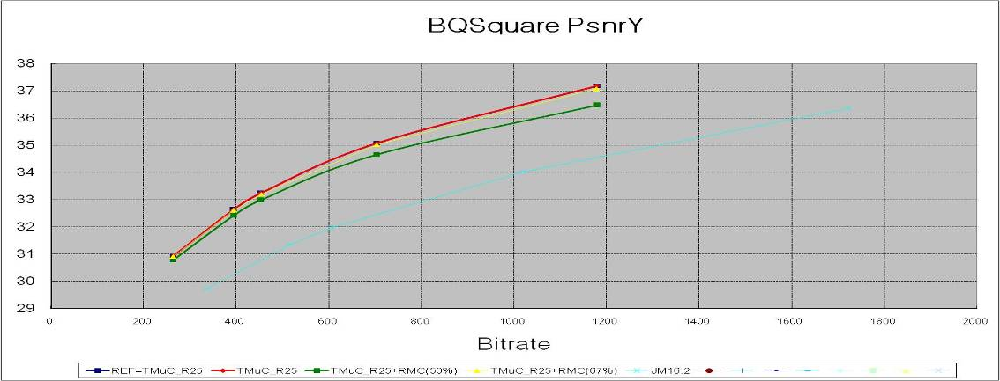 BQSquare PsnrY
38
37
36
35
34
33
32
31
30
29
0 200 400 600 800 1000 1200 1400 1600 1800 2000
Bitrate
REF=TMuC_R25 TMuC_R25 TMuC_R25+RMC(50%) TMuC_R25+RMC(67%) JM16.2